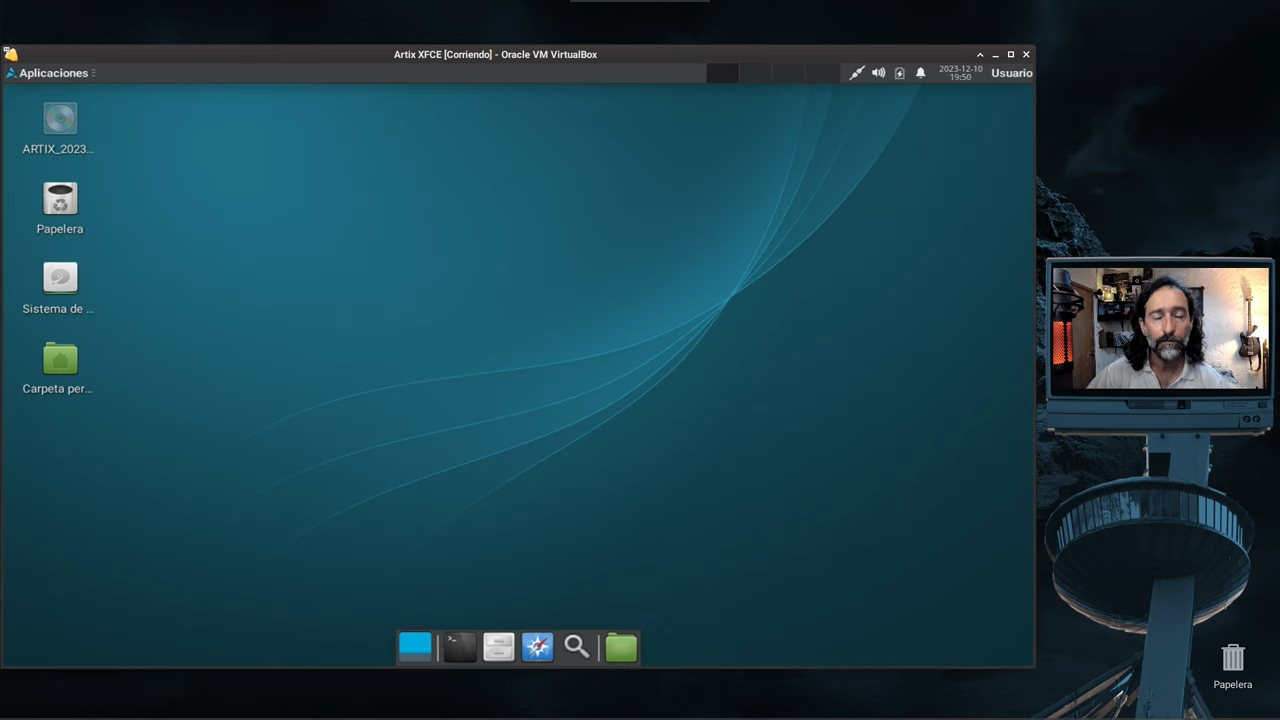 Artix XFCE [Corriendo] - Oracle VM VirtualBox
Aplicaciones
2023-12-10
19:50
Usuario
ARTIX_2023...
Papelera
Sistema de ...
Carpeta per...
Papelera